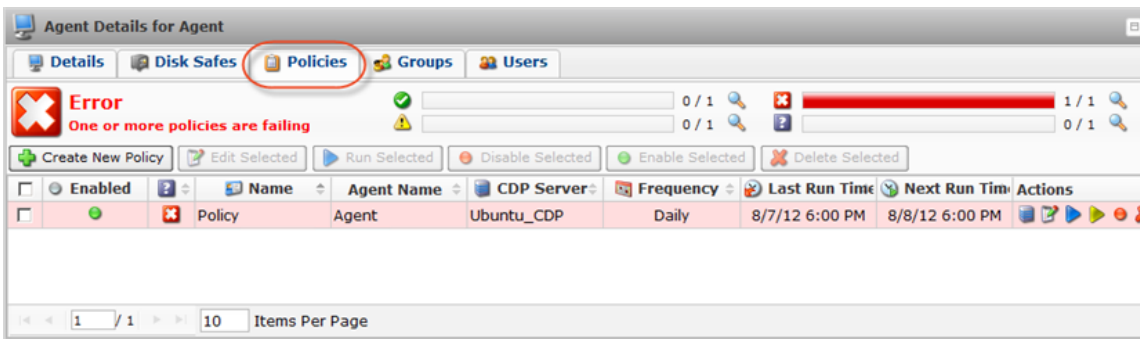 Agent Details for Agent
Details Disk Safes Policies Groups Users
Error
One or more policies are failing
0 / 1 1 / 1
0 / 1 0 / 1
Create New Policy Edit Selected Run Selected Disable Selected Enable Selected Delete Selected
Enabled ? Name Agent Name CDP Server Frequency Last Run Time Next Run Tim Actions
Policy Agent Ubuntu_CDP Daily 8/7/12 6:00 PM 8/8/12 6:00 PM
1 / 1 10 Items Per Page